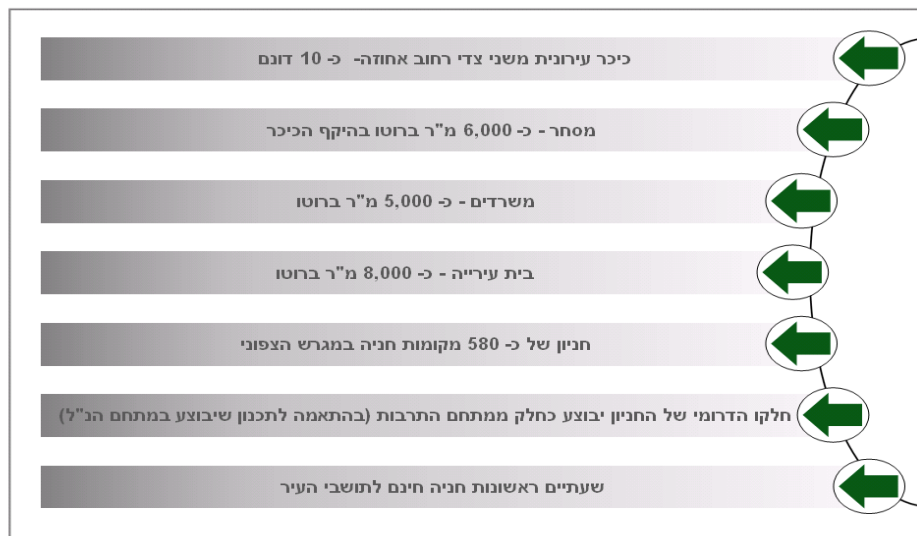 כיכר עירונית משני צדי רחוב אחוזה- כ- 10 דונם
מסחר - כ- 6,000 מ"ר ברוטו בהיקף הכיכר
משרדים - כ- 5,000 מ"ר ברוטו
בית עירייה - כ- 8,000 מ"ר ברוטו
חניון של כ- 580 מקומות חניה במגרש הצפוני
חלקו הדרומי של החניון יבוצע כחלק ממתחם התרבות (בהתאמה לתכנון שיבוצע במתחם הנ"ל)
שעתיים ראשונות חניה חינם לתושבי העיר